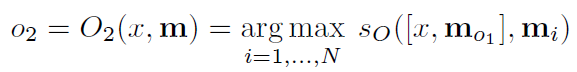 $o_2 = O_2(x, \mathbf{m}) = \underset{i=1,\ldots,N}{\arg\max}\ s_O([x, \mathbf{m}_{o_1}], \mathbf{m}_i)$